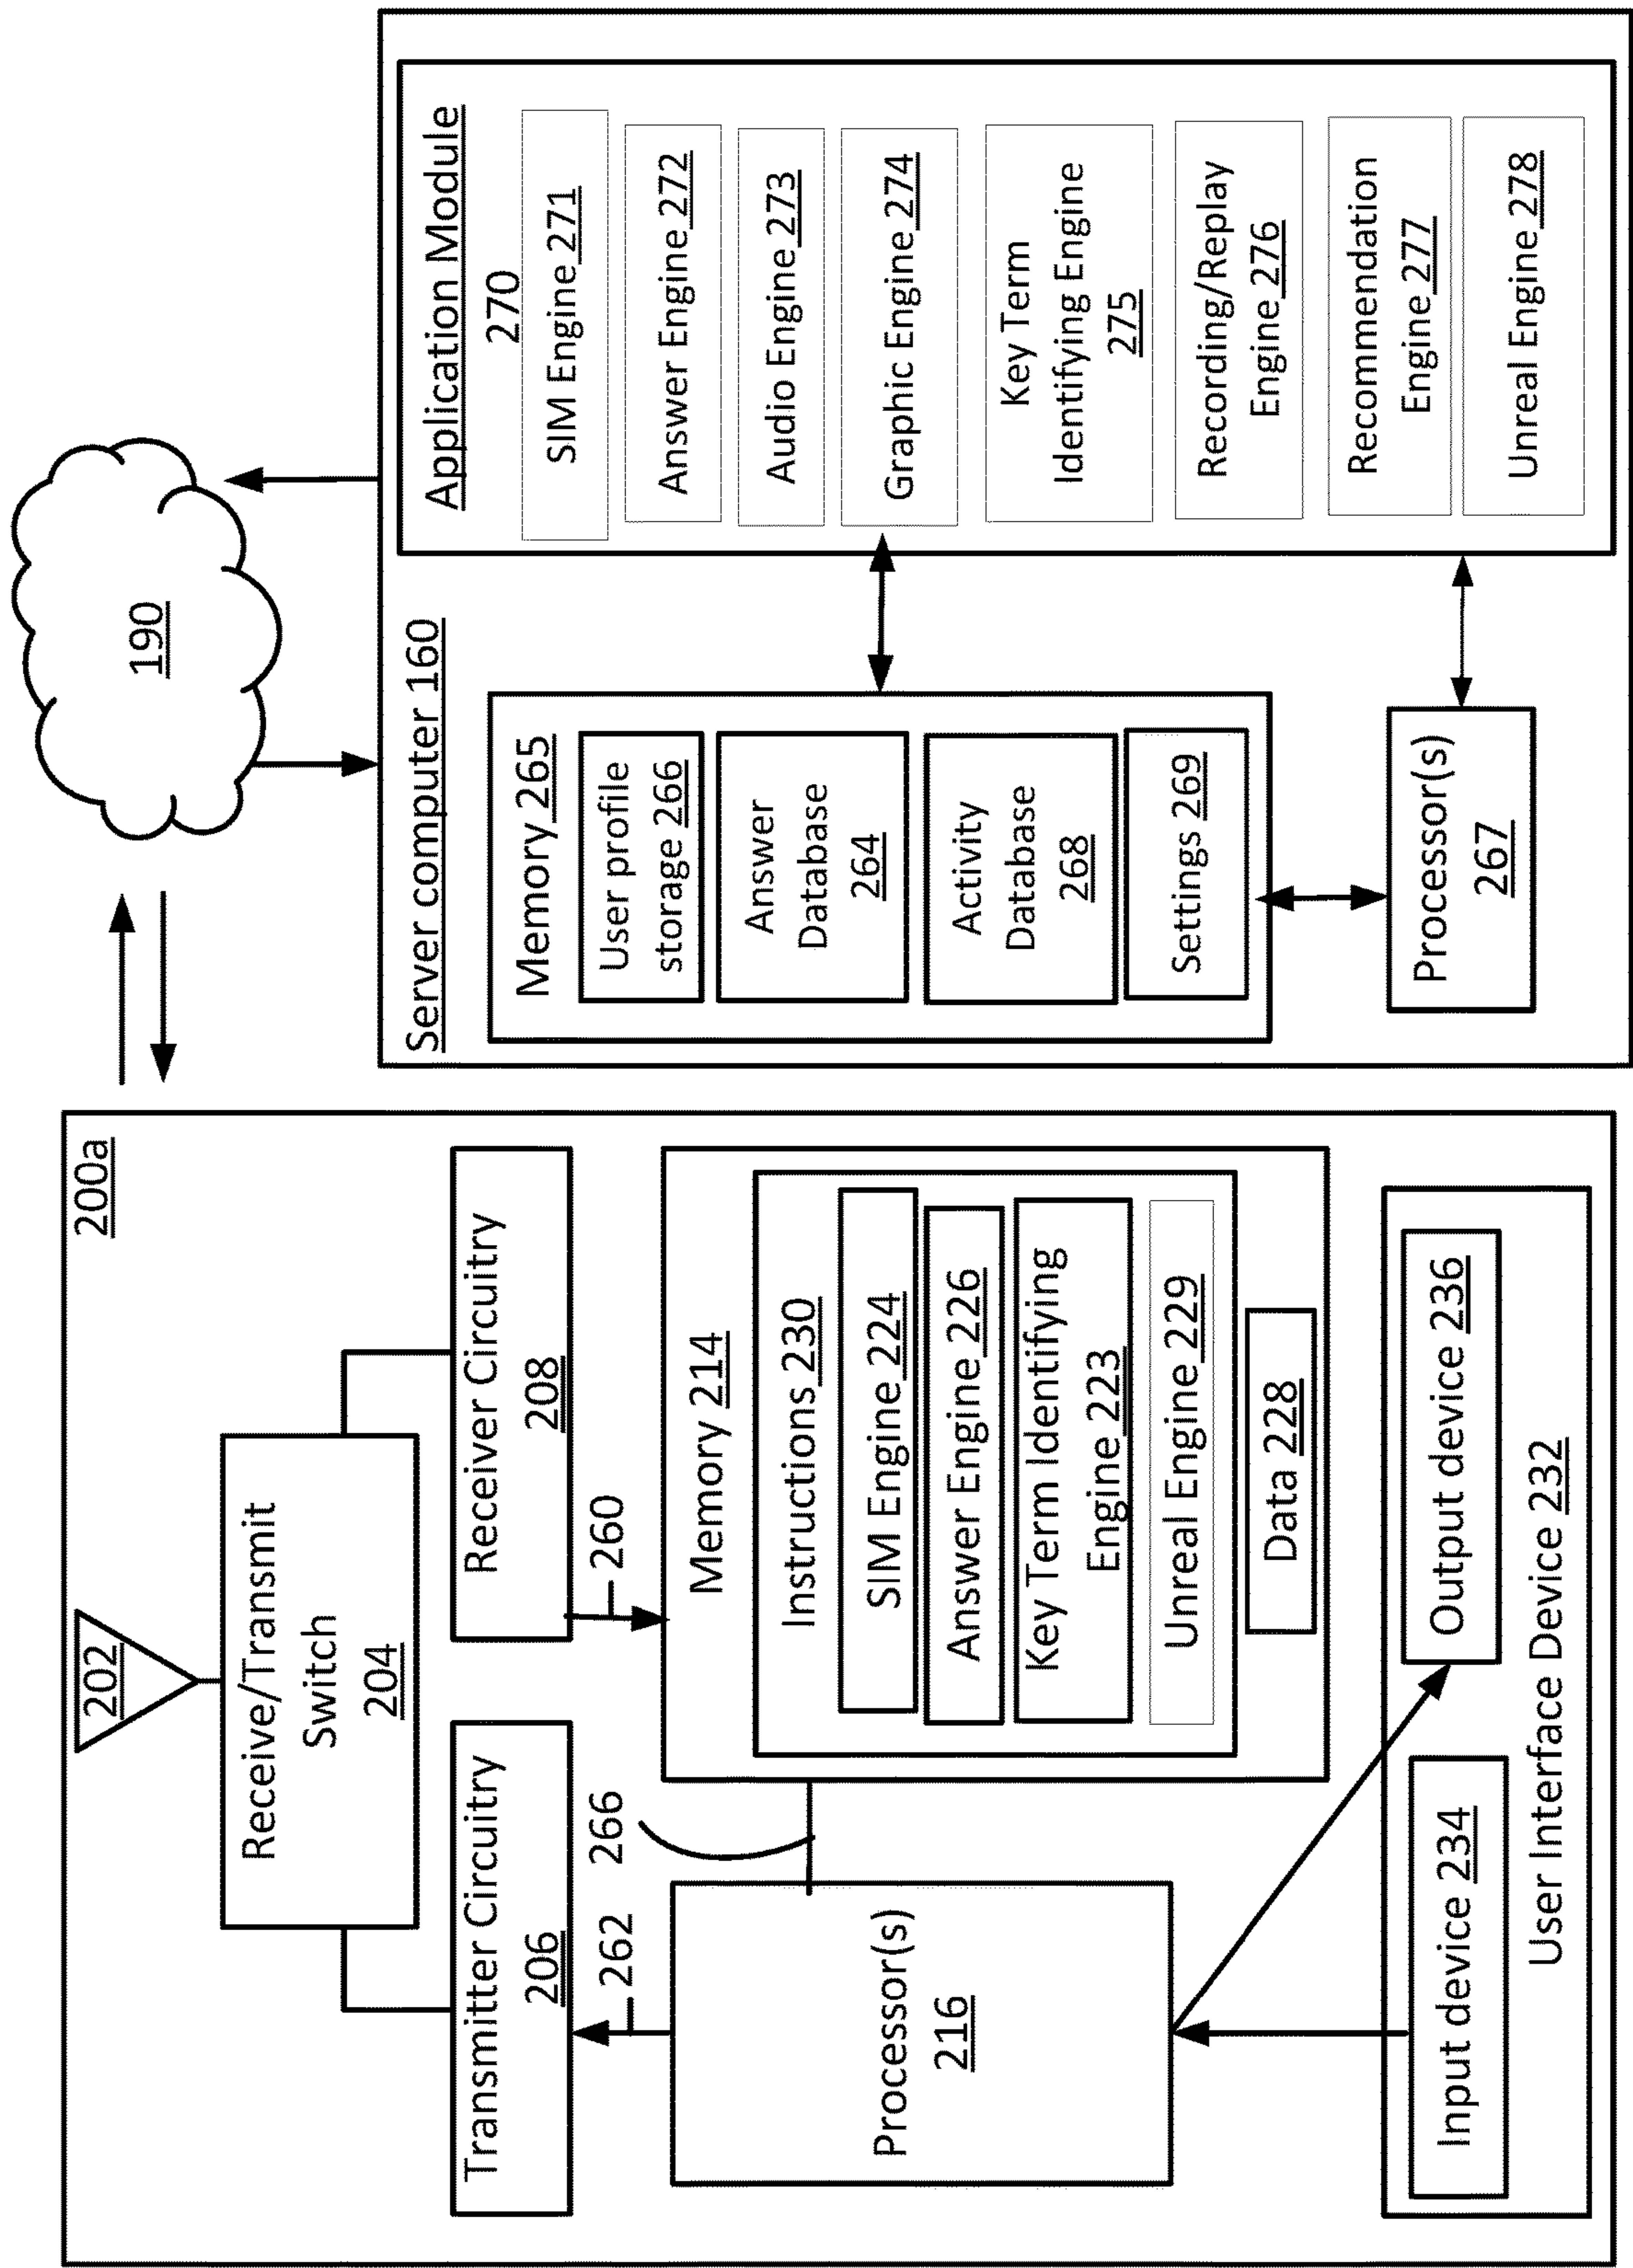 200a
202
Receive/Transmit
Switch
204
Transmitter Circuitry
206
Receiver Circuitry
208
262
266
260
Processor(s)
216
Memory 214
Instructions 230
SIM Engine 224
Answer Engine 226
Key Term Identifying
Engine 223
Unreal Engine 229
Data 228
Input device 234
Output device 236
User Interface Device 232
190
Server computer 160
Memory 265
User profile
storage 266
Answer
Database
264
Activity
Database
268
Settings 269
Processor(s)
267
Application Module
270
SIM Engine 271
Answer Engine 272
Audio Engine 273
Graphic Engine 274
Key Term
Identifying Engine
275
Recording/Replay
Engine 276
Recommendation
Engine 277
Unreal Engine 278